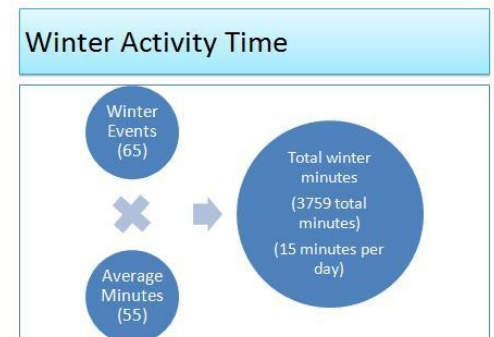 Winter Activity Time
Winter
Events
(65)
Average
Minutes
(55)
Total winter
minutes
(3759 total
minutes)
(15 minutes per
day)